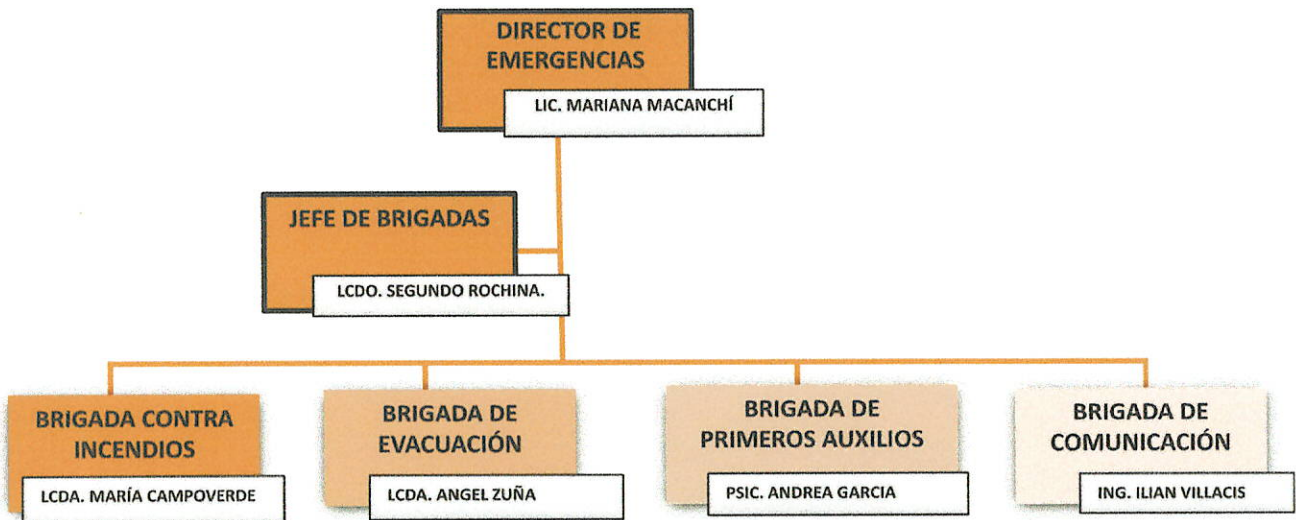 DIRECTOR DE
EMERGENCIAS
LIC. MARIANA MACANCHÍ
JEFE DE BRIGADAS
LCDO. SEGUNDO ROCHINA.
BRIGADA CONTRA
INCENDIOS
LCDA. MARÍA CAMPOVERDE
BRIGADA DE
EVACUACIÓN
LCDA. ANGEL ZUÑA
BRIGADA DE
PRIMEROS AUXILIOS
PSIC. ANDREA GARCIA
BRIGADA DE
COMUNICACIÓN
ING. ILIAN VILLACIS